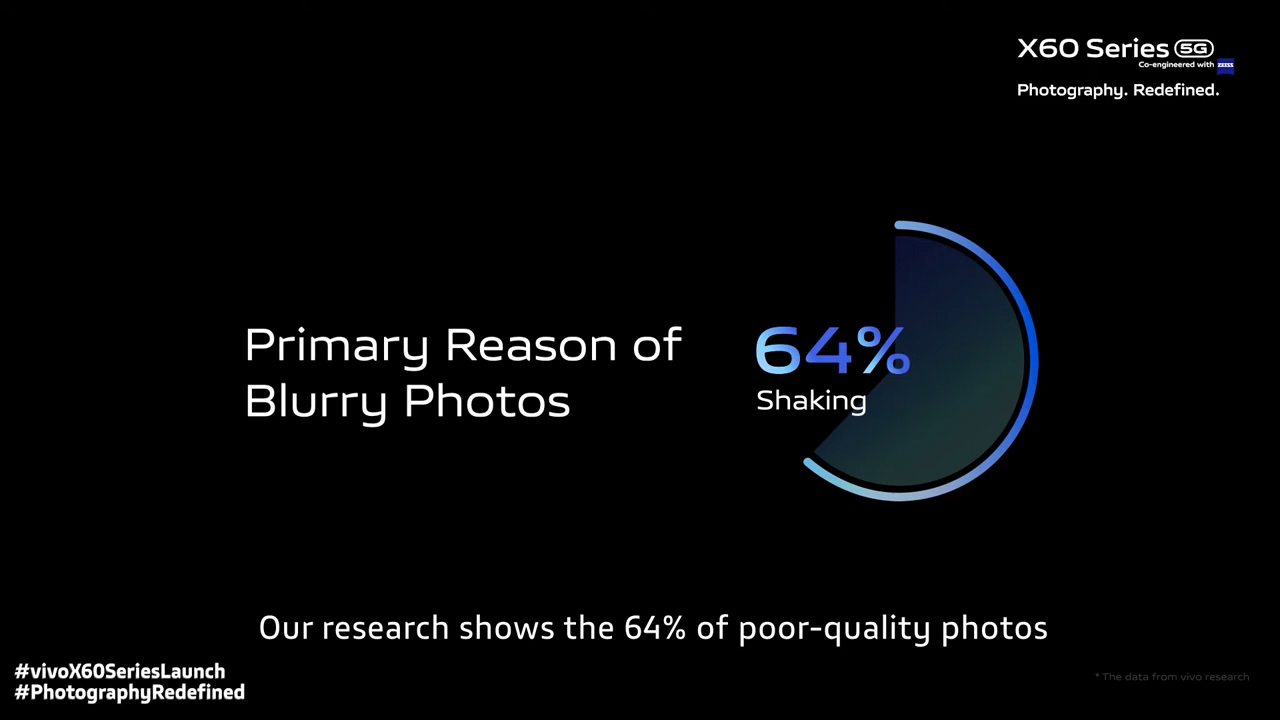 X60 Series 5G
Co-engineered with ZEISS
Photography. Redefined.
Primary Reason of
Blurry Photos
64%
Shaking
Our research shows the 64% of poor-quality photos
#vivoX60SeriesLaunch
#PhotographyRedefined
* The data from vivo research